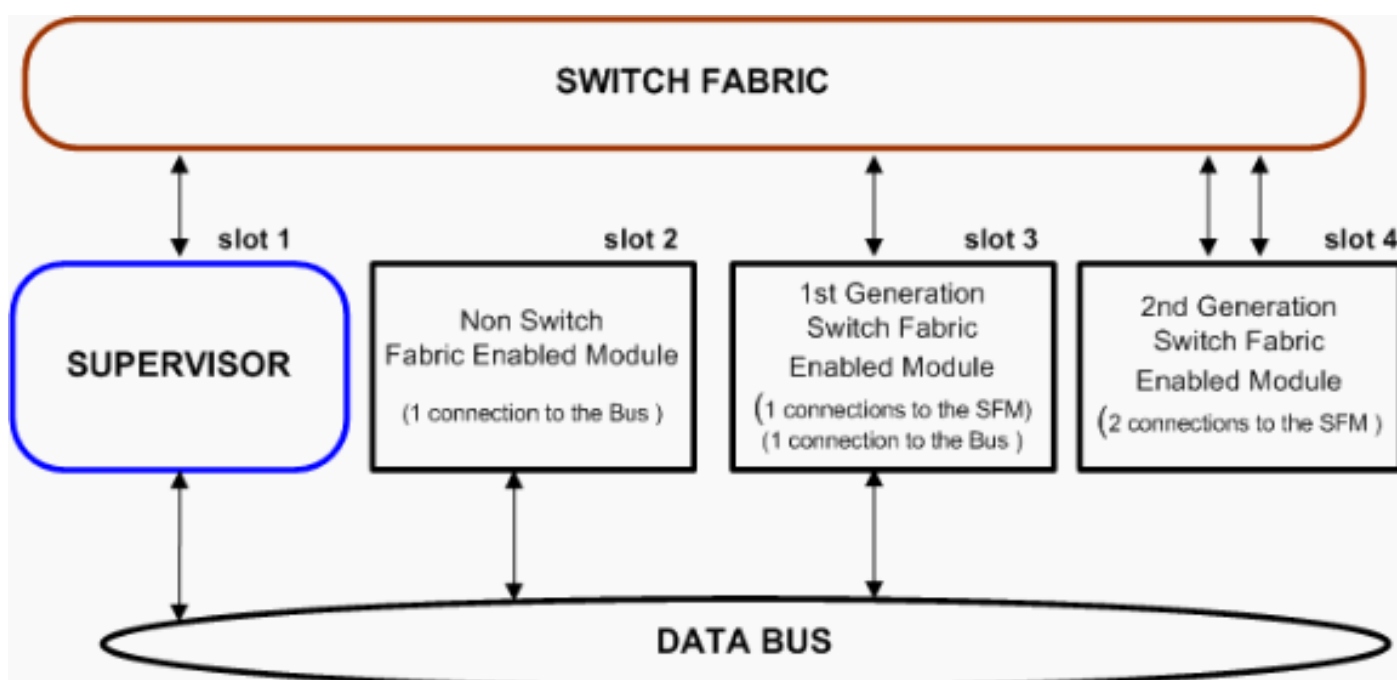 SWITCH FABRIC
slot 1
slot 2
slot 3
slot 4
SUPERVISOR
Non Switch
Fabric Enabled Module
(1 connection to the Bus )
1st Generation
Switch Fabric
Enabled Module
(1 connections to the SFM)
(1 connection to the Bus )
2nd Generation
Switch Fabric
Enabled Module
(2 connections to the SFM )
DATA BUS